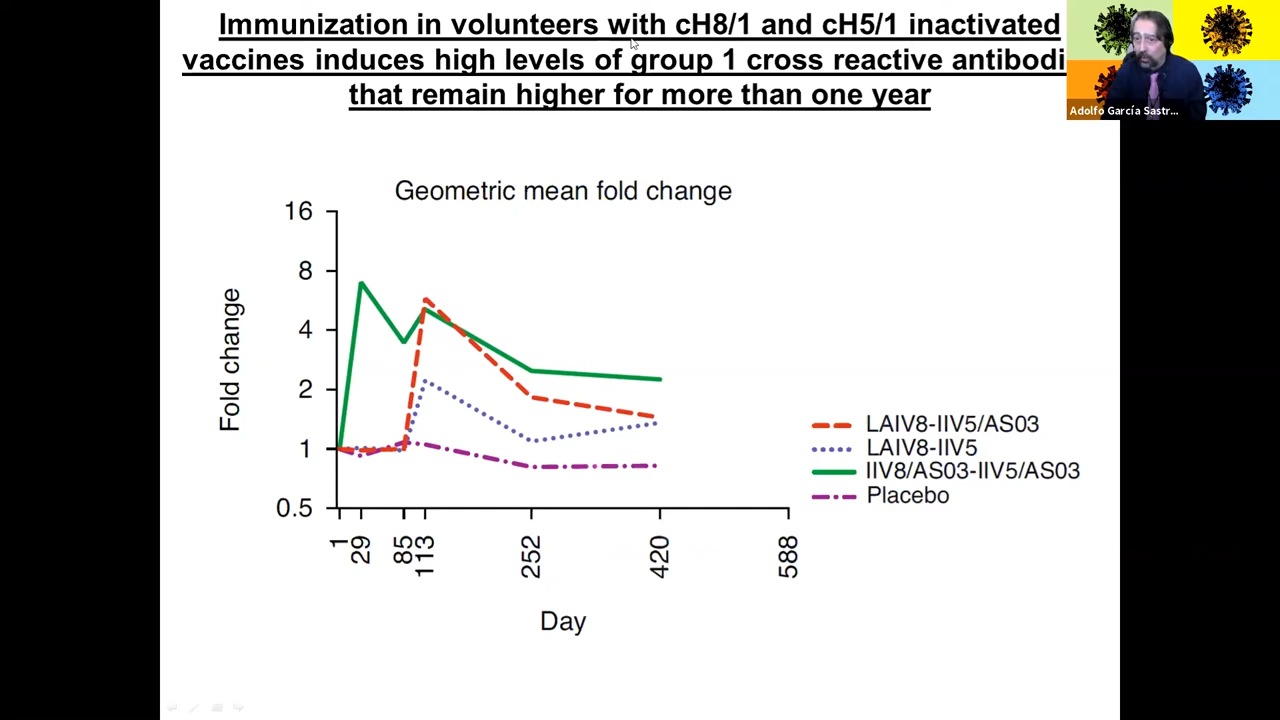 Immunization in volunteers with cH8/1 and cH5/1 inactivated
vaccines induces high levels of group 1 cross reactive antibodi
that remain higher for more than one year
Adolfo García Sastr...
Geometric mean fold change
16
8
4
2
1
0.5
Fold change
1
29
85
113
252
420
588
Day
LAIV8-IIV5/AS03
LAIV8-IIV5
IIV8/AS03-IIV5/AS03
Placebo